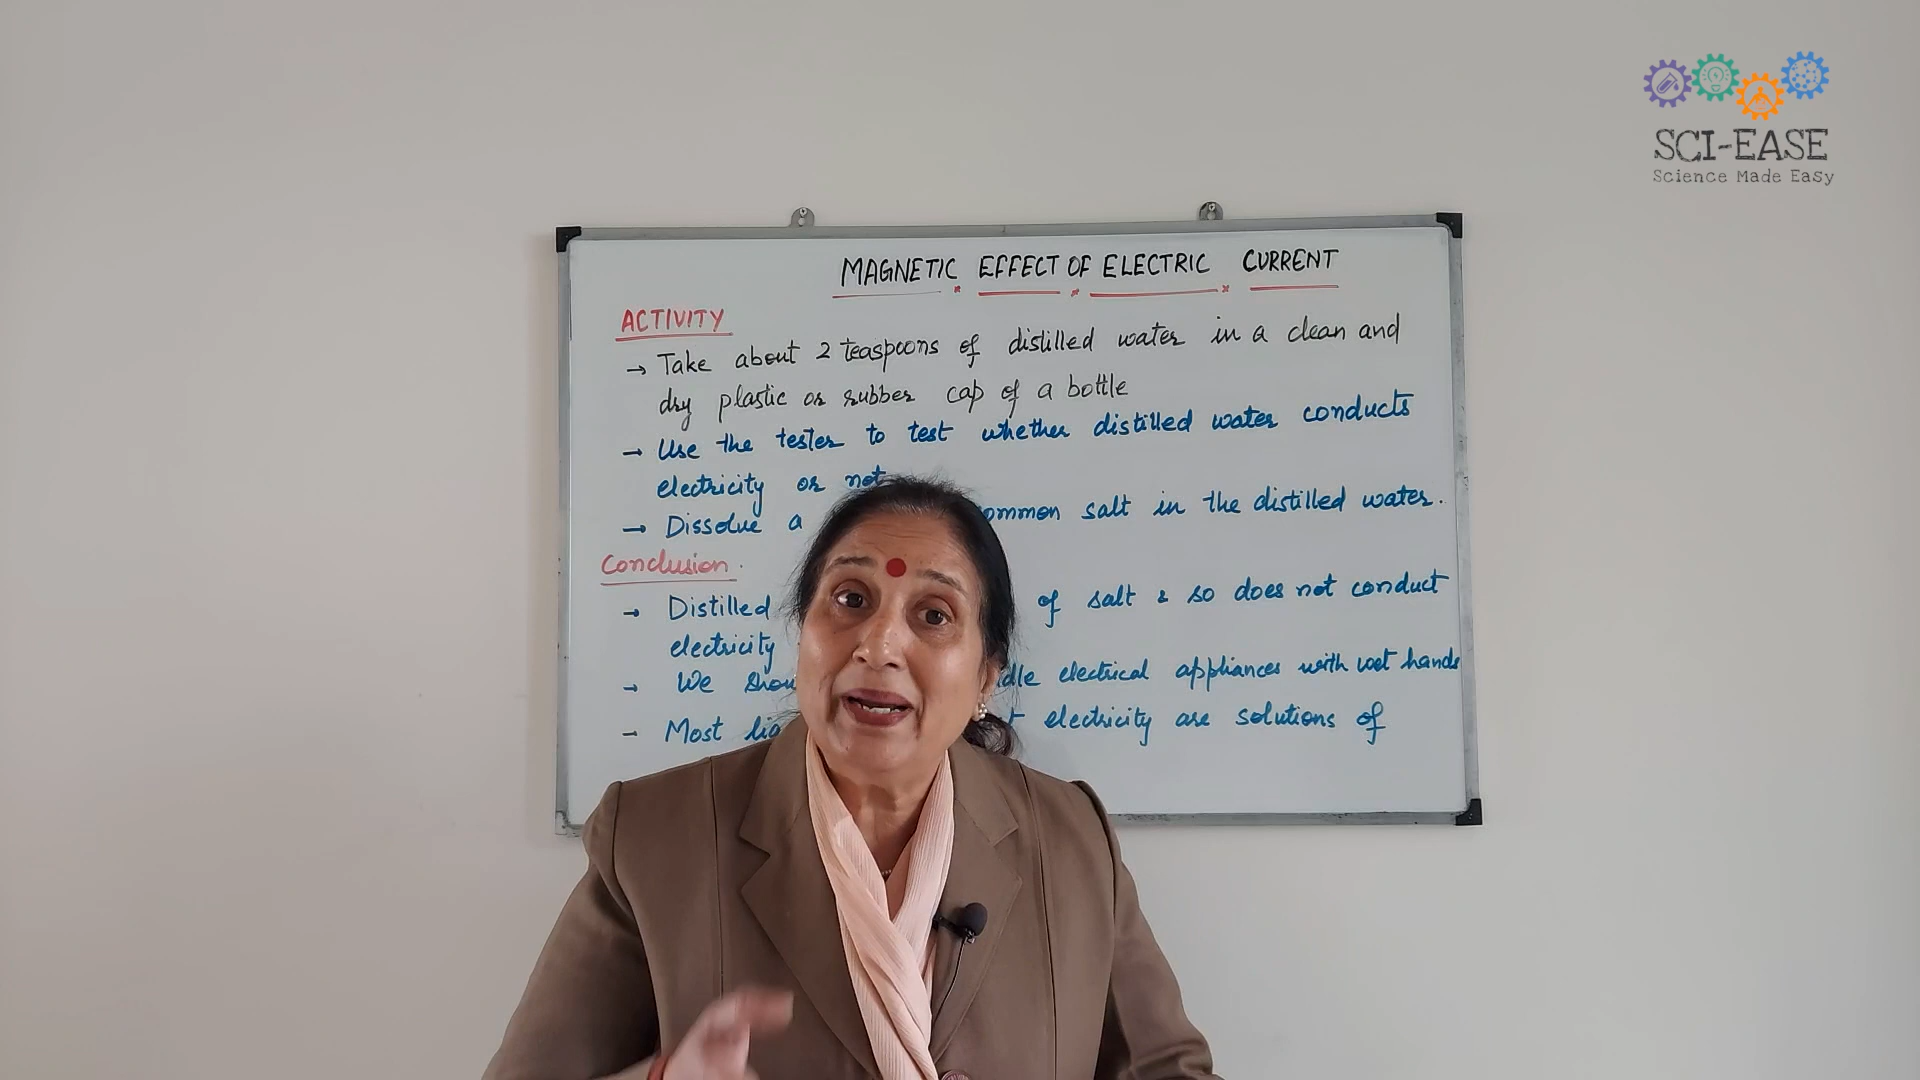 SCI-EASE
Science Made Easy
MAGNETIC EFFECT OF ELECTRIC CURRENT
ACTIVITY
→ Take about 2 teaspoons of distilled water in a clean and
dry plastic or rubber cap of a bottle
→ Use the tester to test whether distilled water conducts
electricity or not
→ Dissolve a common salt in the distilled water.
Conclusion.
→ Distilled of salt & so does not conduct
electricity
→ We electrical appliances with wet hands
→ Most electricity are solutions of